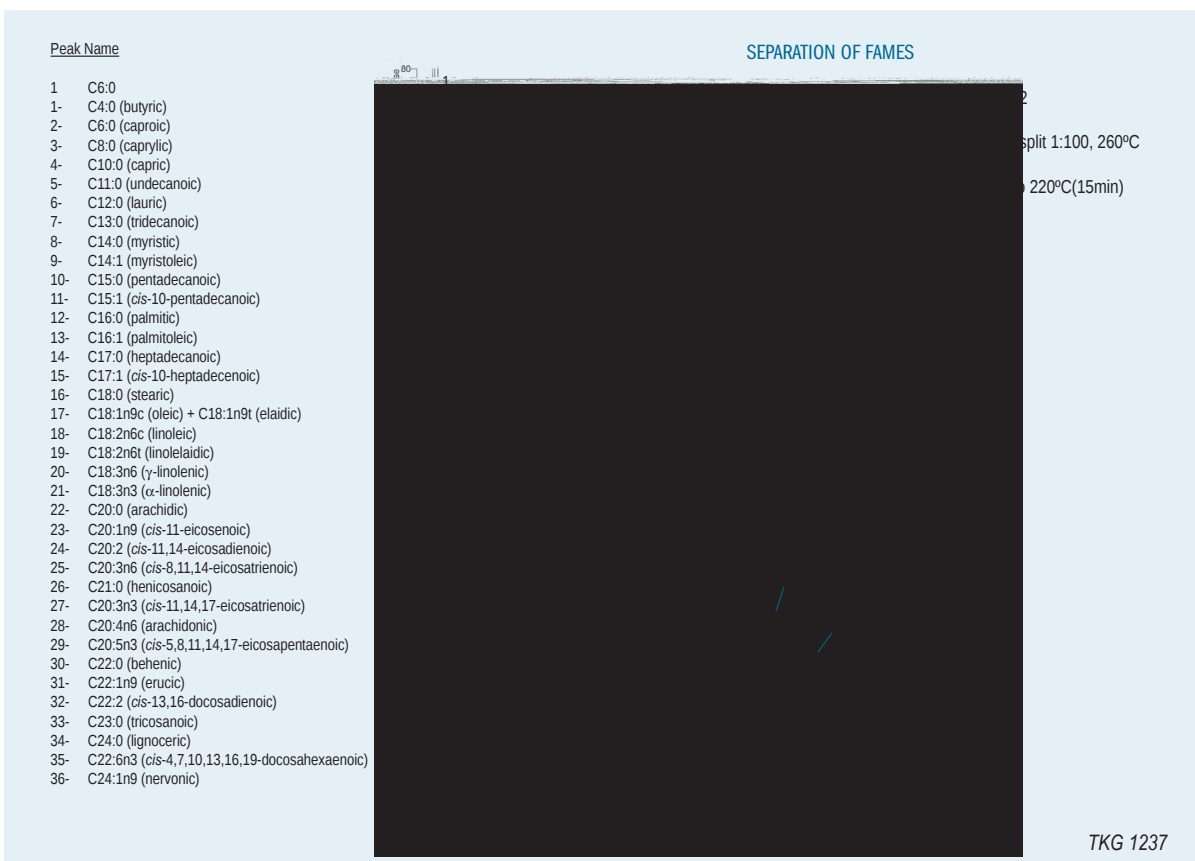 Peak Name
SEPARATION OF FAMES
80
1
1 C6:0
1- C4:0 (butyric)
2- C6:0 (caproic)
3- C8:0 (caprylic)
4- C10:0 (capric)
5- C11:0 (undecanoic)
6- C12:0 (lauric)
7- C13:0 (tridecanoic)
8- C14:0 (myristic)
9- C14:1 (myristoleic)
10- C15:0 (pentadecanoic)
11- C15:1 (cis-10-pentadecanoic)
12- C16:0 (palmitic)
13- C16:1 (palmitoleic)
14- C17:0 (heptadecanoic)
15- C17:1 (cis-10-heptadecenoic)
16- C18:0 (stearic)
17- C18:1n9c (oleic) + C18:1n9t (elaidic)
18- C18:2n6c (linoleic)
19- C18:2n6t (linolelaidic)
20- C18:3n6 (γ-linolenic)
21- C18:3n3 (α-linolenic)
22- C20:0 (arachidic)
23- C20:1n9 (cis-11-eicosenoic)
24- C20:2 (cis-11,14-eicosadienoic)
25- C20:3n6 (cis-8,11,14-eicosatrienoic)
26- C21:0 (henicosanoic)
27- C20:3n3 (cis-11,14,17-eicosatrienoic)
28- C20:4n6 (arachidonic)
29- C20:5n3 (cis-5,8,11,14,17-eicosapentaenoic)
30- C22:0 (behenic)
31- C22:1n9 (erucic)
32- C22:2 (cis-13,16-docosadienoic)
33- C23:0 (tricosanoic)
34- C24:0 (lignoceric)
35- C22:6n3 (cis-4,7,10,13,16,19-docosahexaenoic)
36- C24:1n9 (nervonic)
2
split 1:100, 260ºC
220ºC(15min)
TKG 1237